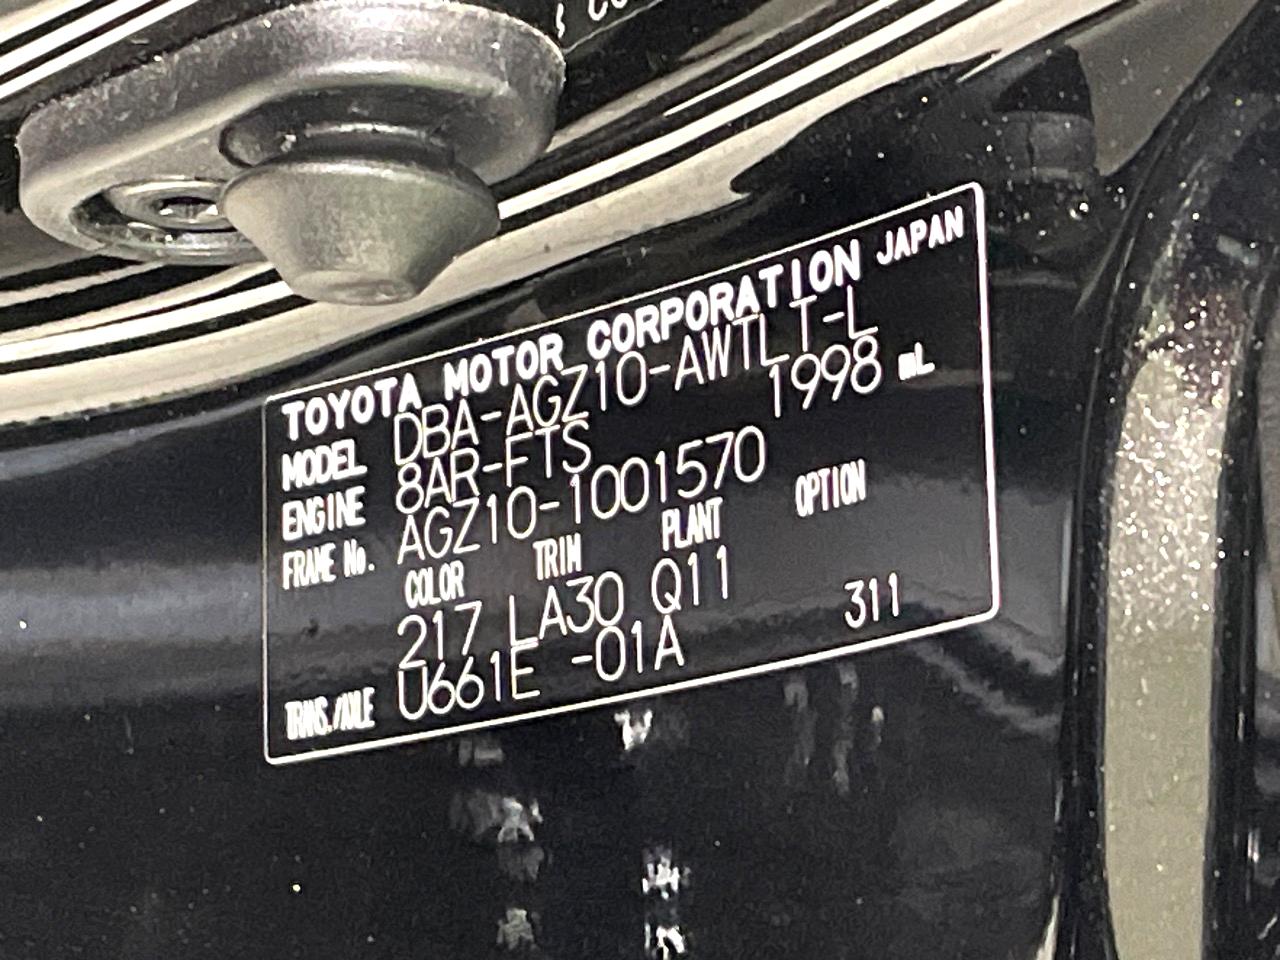 TOYOTA MOTOR CORPORATION JAPAN
MODEL DBA-AGZ10-AWTLT-L
ENGINE 8AR-FTS 1998 mL
FRAME No. AGZ10-1001570
COLOR TRIM PLANT OPTION
217 LA30 Q11
TRANS./AXLE U661E -01A 311